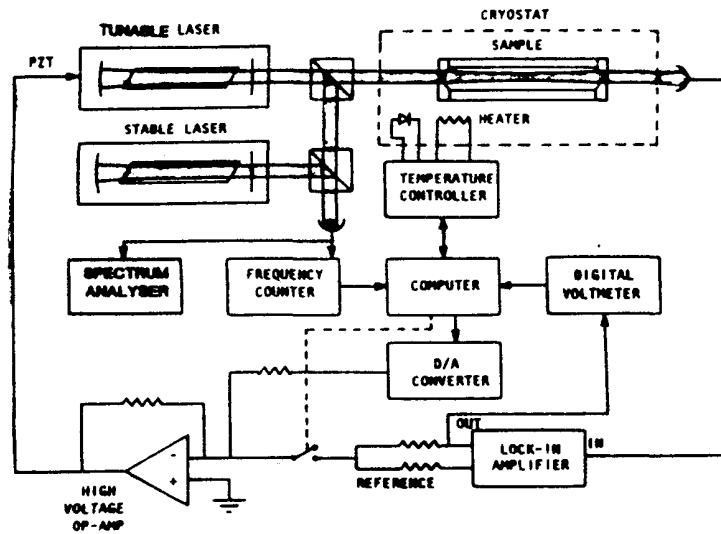 CRYOSTAT
TUNABLE LASER
SAMPLE
PZT
STABLE LASER
HEATER
TEMPERATURE
CONTROLLER
SPECTRUM
ANALYSER
FREQUENCY
COUNTER
COMPUTER
DIGITAL
VOLTMETER
D/A
CONVERTER
OUT
IN
LOCK-IN
AMPLIFIER
REFERENCE
-
+
HIGH
VOLTAGE
OP-AMP